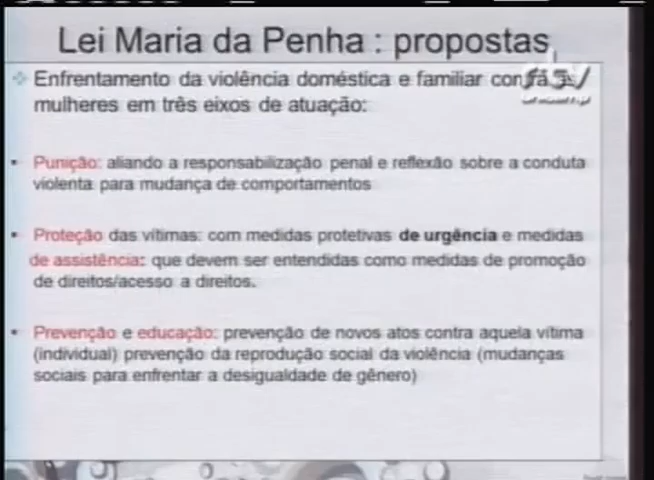 Lei Maria da Penha : propostas
Enfrentamento da violência doméstica e familiar contra as
mulheres em três eixos de atuação:
• Punição: aliando a responsabilização penal e reflexão sobre a conduta
violenta para mudança de comportamentos
• Proteção das vítimas: com medidas protetivas de urgência e medidas
de assistência: que devem ser entendidas como medidas de promoção
de direitos/acesso a direitos.
• Prevenção e educação: prevenção de novos atos contra aquela vítima
(individual) prevenção da reprodução social da violência (mudanças
sociais para enfrentar a desigualdade de gênero)